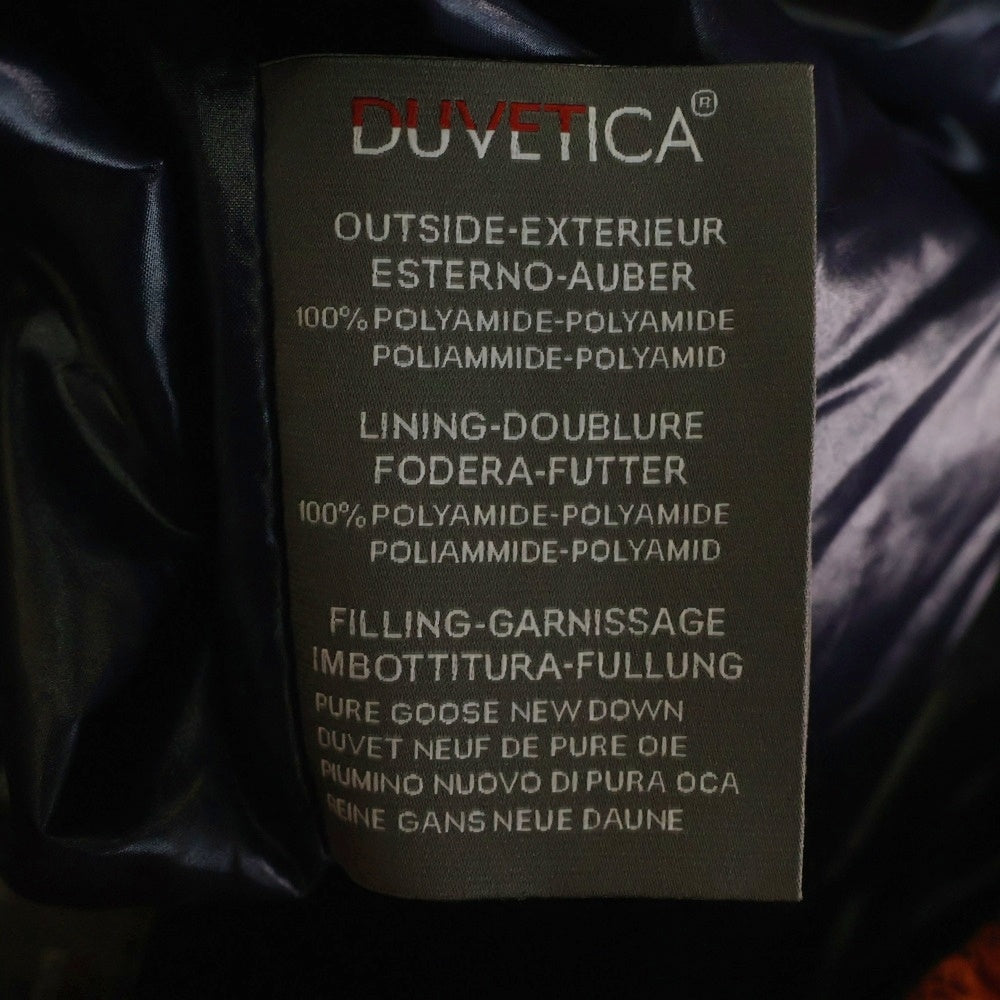 DUVETICA®
OUTSIDE-EXTERIEUR
ESTERNO-AUBER
100% POLYAMIDE-POLYAMIDE
POLIAMMIDE-POLYAMID
LINING-DOUBLURE
FODERA-FUTTER
100% POLYAMIDE-POLYAMIDE
POLIAMMIDE-POLYAMID
FILLING-GARNISSAGE
IMBOTTITURA-FULLUNG
PURE GOOSE NEW DOWN
DUVET NEUF DE PURE OIE
PIUMINO NUOVO DI PURA OCA
REINE GANS NEUE DAUNE